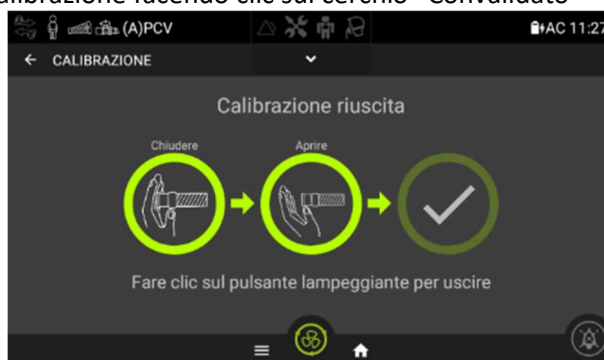 calibrazione facendo clic sul cerchio "Convalidato"
(A)PCV
AC 11:27
CALIBRAZIONE
Calibrazione riuscita
Chiudere
Aprire
Fare clic sul pulsante lampeggiante per uscire